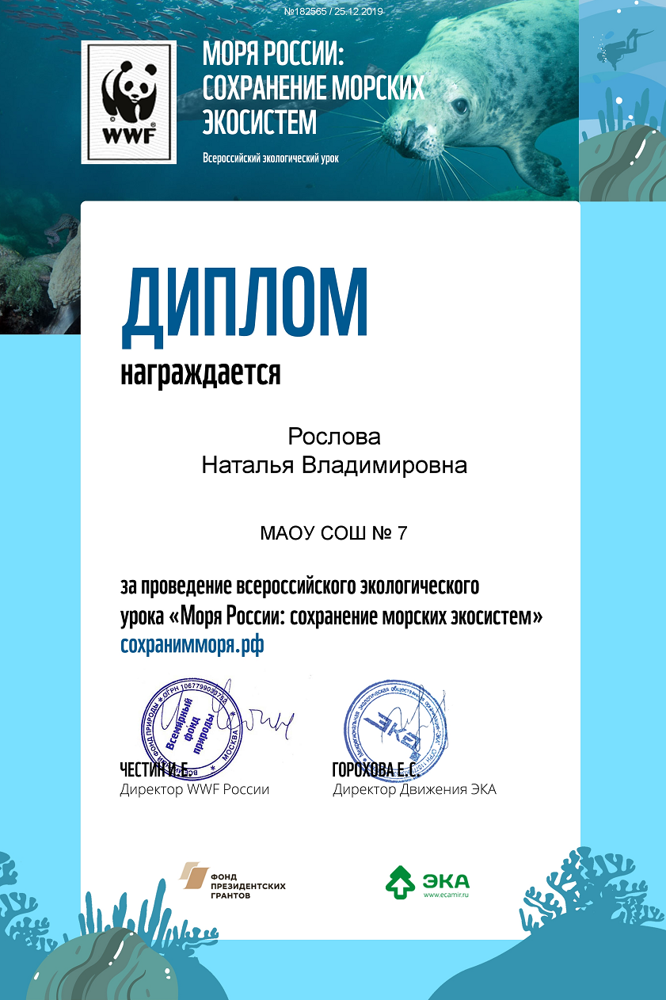 №182565 / 25.12.2019
WWF
МОРЯ РОССИИ:
СОХРАНЕНИЕ МОРСКИХ
ЭКОСИСТЕМ
Всероссийский экологический урок
ДИПЛОМ
награждается
Рослова
Наталья Владимировна
МАОУ СОШ № 7
за проведение всероссийского экологического
урока «Моря России: сохранение морских экосистем»
сохранимморя.рф
Всемирный
фонд
природы
МОСКВА
ЭКА
ЧЕСТИН И.Е.
Директор WWF России
ГОРОХОВА Е.С.
Директор Движения ЭКА
ФОНД
ПРЕЗИДЕНТСКИХ
ГРАНТОВ
ЭКА
www.ecamir.ru